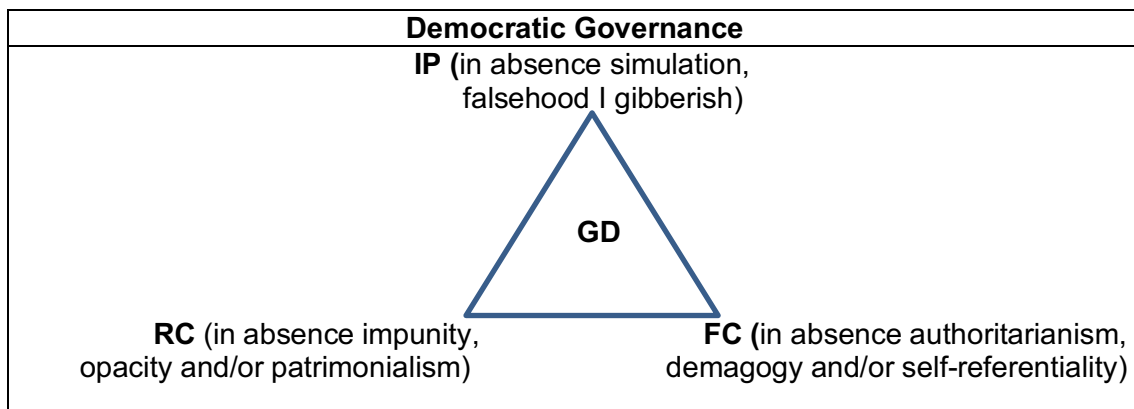 Democratic Governance
IP (in absence simulation,
falsehood I gibberish)
GD
RC (in absence impunity,
opacity and/or patrimonialism)
FC (in absence authoritarianism,
demagogy and/or self-referentiality)